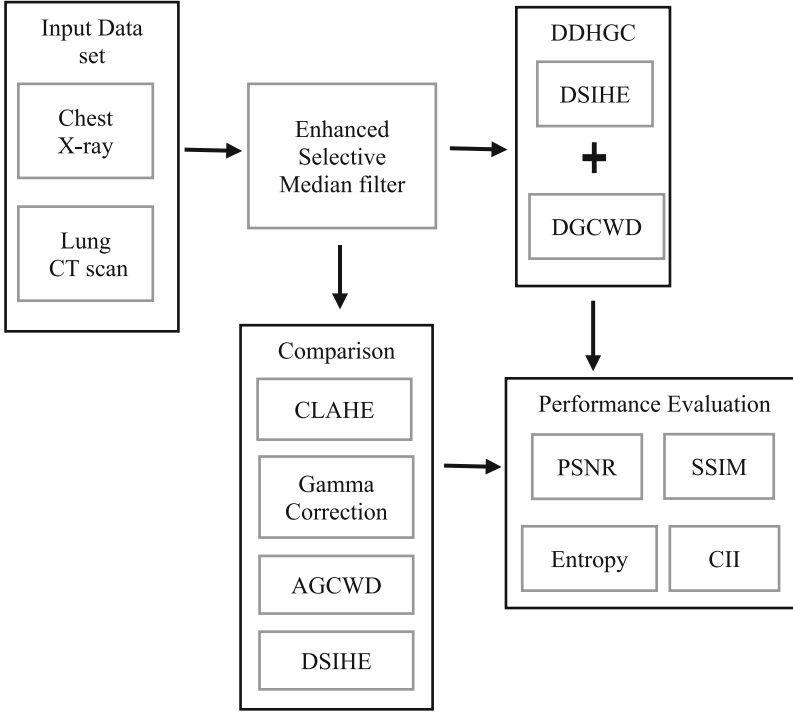 Input Data
set
Chest
X-ray
Lung
CT scan
Enhanced
Selective
Median filter
DDHGC
DSIHE
+
DGCWD
Comparison
CLAHE
Gamma
Correction
AGCWD
DSIHE
Performance Evaluation
PSNR
SSIM
Entropy
CII